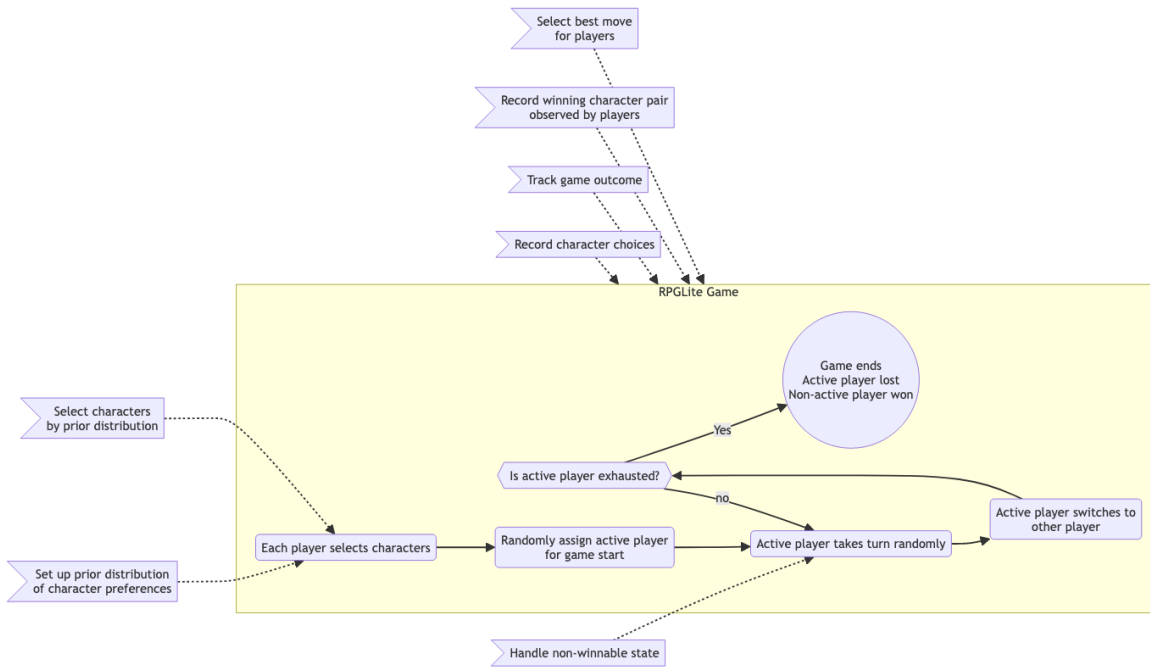 Select best move
for players
Record winning character pair
observed by players
Track game outcome
Record character choices
RPGLite Game
Game ends
Active player lost
Non-active player won
Select characters
by prior distribution
Yes
Is active player exhausted?
no
Active player switches to
other player
Each player selects characters
Randomly assign active player
for game start
Active player takes turn randomly
Set up prior distribution
of character preferences
Handle non-winnable state